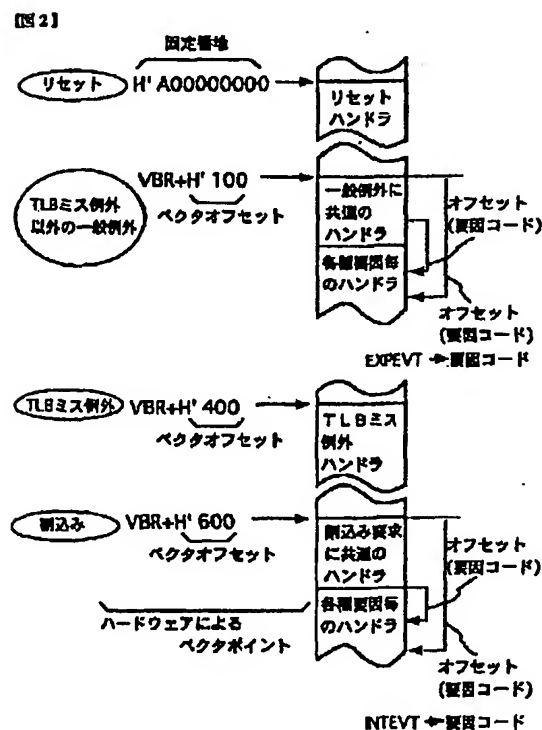 【図2】
固定番地
リセット H' A00000000
リセット
ハンドラ
TLBミス例外
以外の一般例外
VBR+H' 100
ベクタオフセット
一般例外に
共通の
ハンドラ
各種要因毎
のハンドラ
オフセット
(要因コード)
オフセット
(要因コード)
EXPEVT ← 要因コード
TLBミス例外 VBR+H' 400
ベクタオフセット
TLBミス
例外
ハンドラ
割込み VBR+H' 600
ベクタオフセット
割込み要求
に共通の
ハンドラ
各種要因毎
のハンドラ
オフセット
(要因コード)
ハードウェアによる
ベクタポイント
オフセット
(要因コード)
INTEVT ← 要因コード